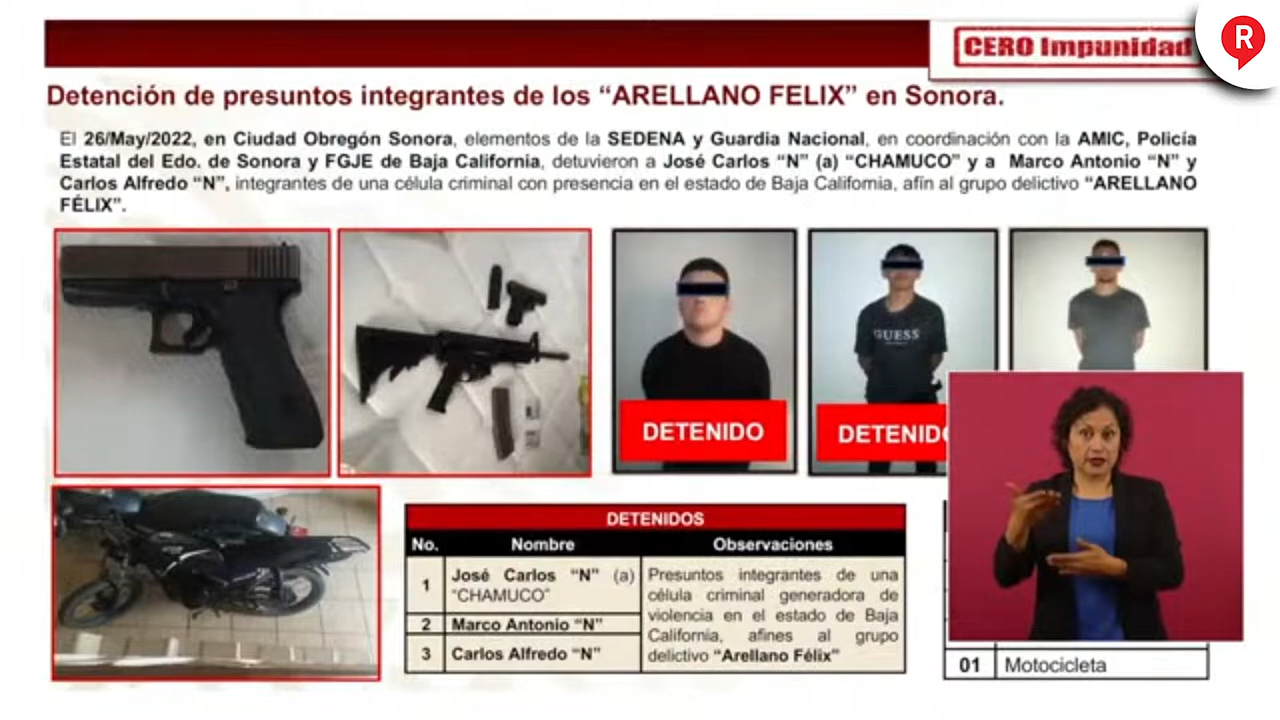 CERO Impunidad
R
Detención de presuntos integrantes de los “ARELLANO FELIX” en Sonora.
El 26/May/2022, en Ciudad Obregón Sonora, elementos de la SEDENA y Guardia Nacional, en coordinación con la AMIC, Policía
Estatal del Edo. de Sonora y FGJE de Baja California, detuvieron a José Carlos “N” (a) “CHAMUCO” y a Marco Antonio “N” y
Carlos Alfredo “N”, integrantes de una célula criminal con presencia en el estado de Baja California, afín al grupo delictivo “ARELLANO
FÉLIX”.
GUESS
DETENIDO
DETENIDO
DETENIDOS
No. Nombre Observaciones
1 José Carlos “N” (a) “CHAMUCO”
2 Marco Antonio “N”
3 Carlos Alfredo “N”
Presuntos integrantes de una
célula criminal generadora de
violencia en el estado de Baja
California, afines al grupo
delictivo “Arellano Félix”
01 Motocicleta